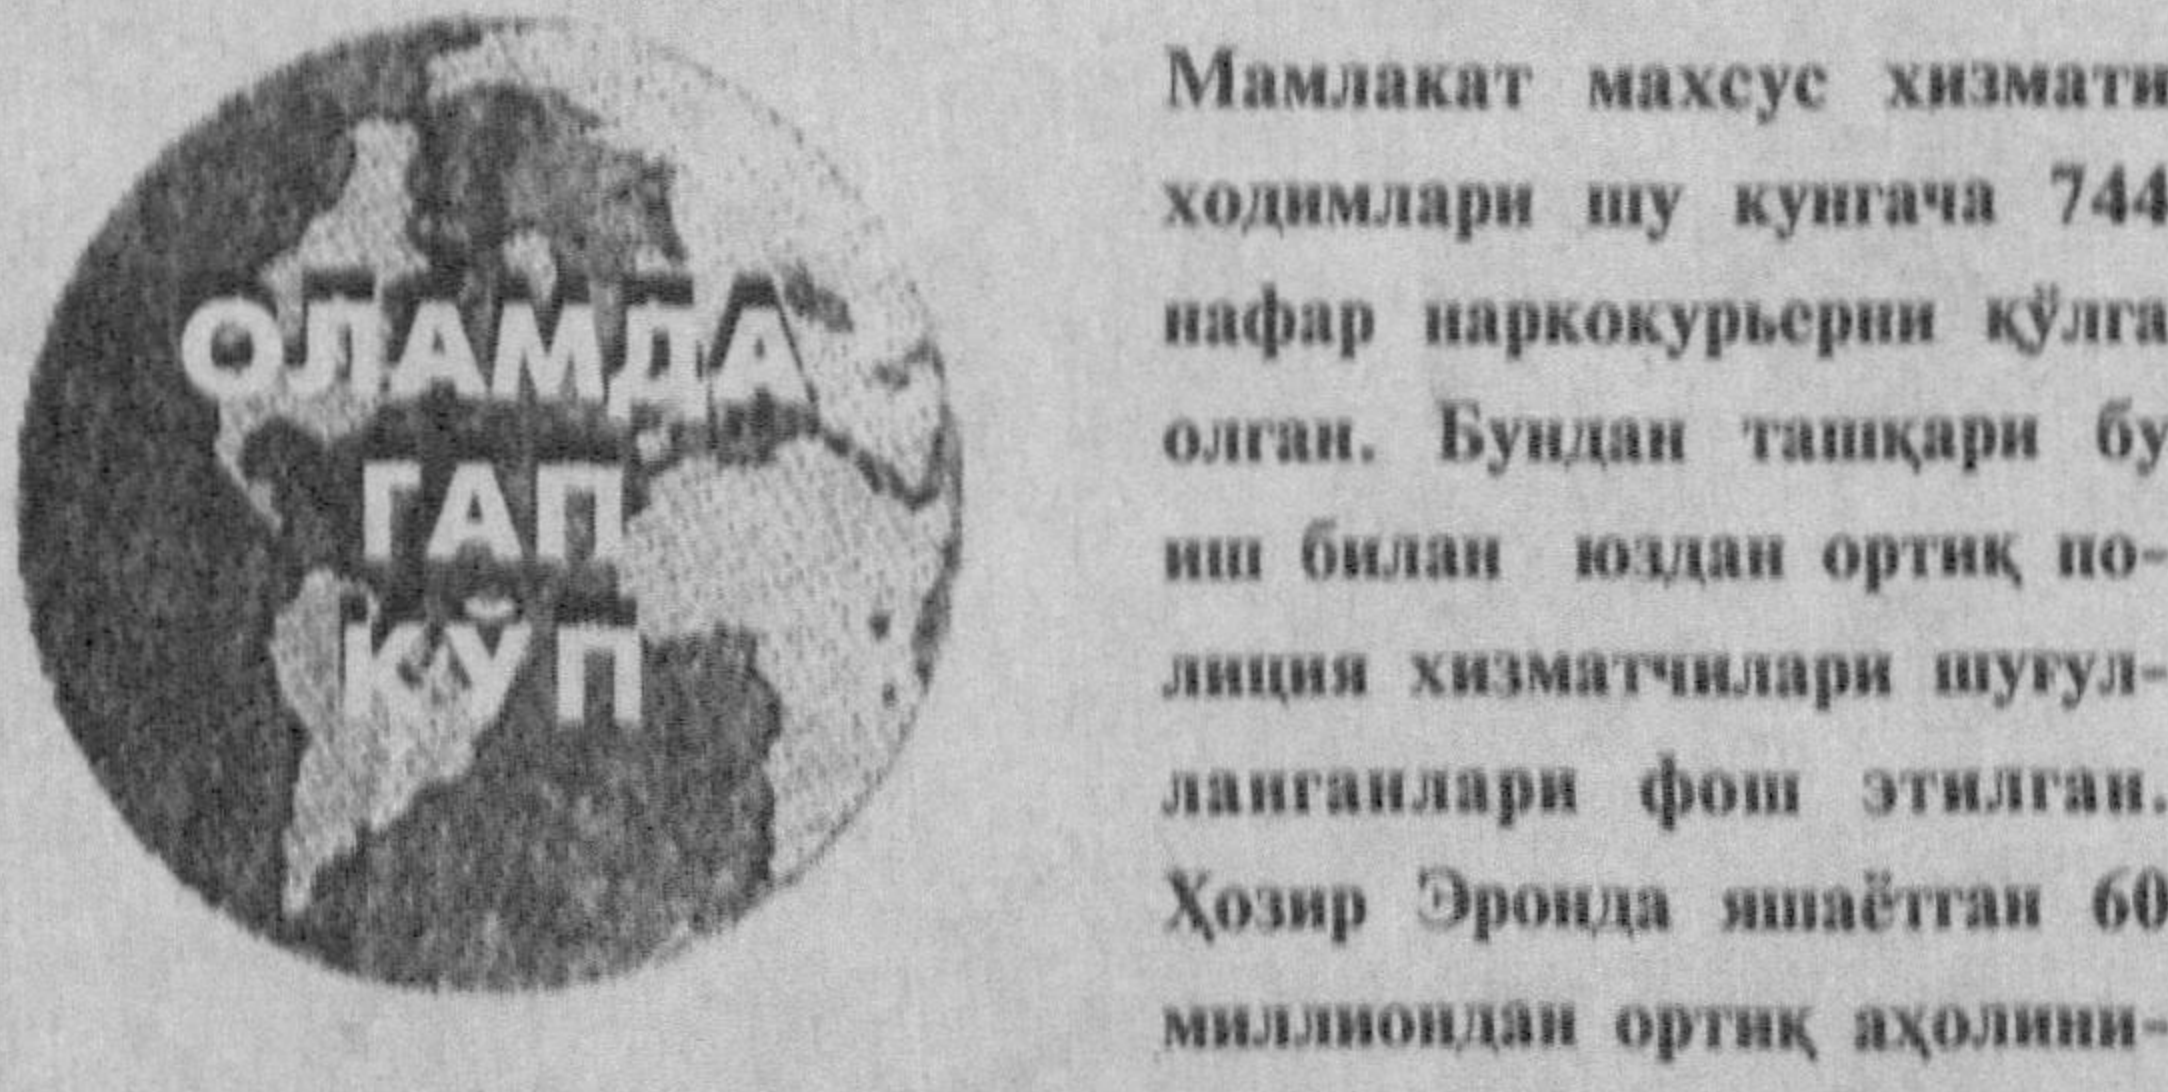 ОЛАМДА
ГАП
КЎП
Мамлакат махсус хизмати
ходимлари шу кунгача 744
нафар наркокурьерни қўлга
олган. Бундан ташқари бу
иш билан юздан ортиқ по-
лиция хизматчилари шуғул-
ланганлари фош этилган.
Ҳозир Эронда яшаётган 60
миллиондан ортиқ аҳолини-